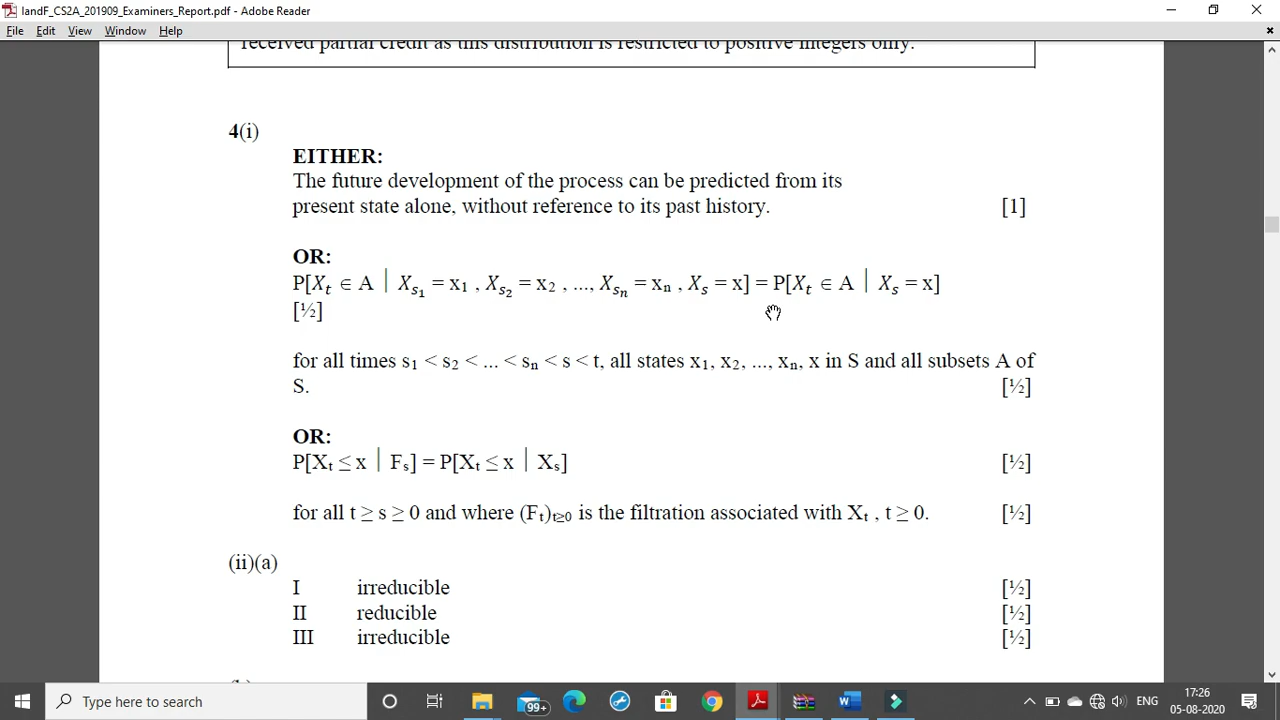 IandF_CS2A_201909_Examiners_Report.pdf - Adobe Reader
File Edit View Window Help
received partial credit as this distribution is restricted to positive integers only.
4(i)
EITHER:
The future development of the process can be predicted from its
present state alone, without reference to its past history. [1]
OR:
P[Xₜ ∈ A | Xₛ₁ = x₁ , Xₛ₂ = x₂ , ..., Xₛₙ = xₙ , Xₛ = x] = P[Xₜ ∈ A | Xₛ = x]
[½]
for all times s₁ < s₂ < ... < sₙ < s < t, all states x₁, x₂, ..., xₙ, x in S and all subsets A of
S. [½]
OR:
P[Xₜ ≤ x | Fₛ] = P[Xₜ ≤ x | Xₛ] [½]
for all t ≥ s ≥ 0 and where (Fₜ)ₜ≥₀ is the filtration associated with Xₜ , t ≥ 0. [½]
(ii)(a)
I irreducible [½]
II reducible [½]
III irreducible [½]
Type here to search
99+
ENG
17:26
05-08-2020